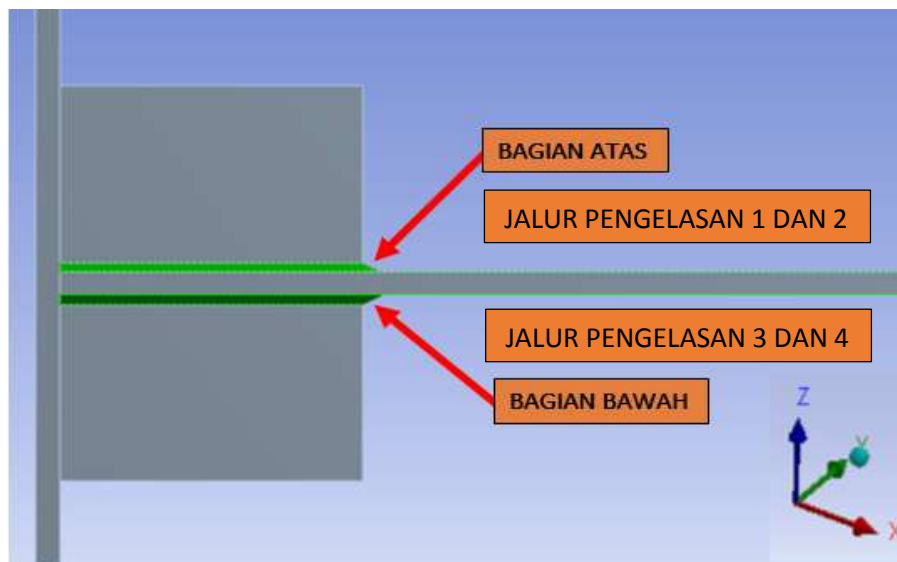 BAGIAN ATAS
JALUR PENGELASAN 1 DAN 2
JALUR PENGELASAN 3 DAN 4
BAGIAN BAWAH
Z
Y
X